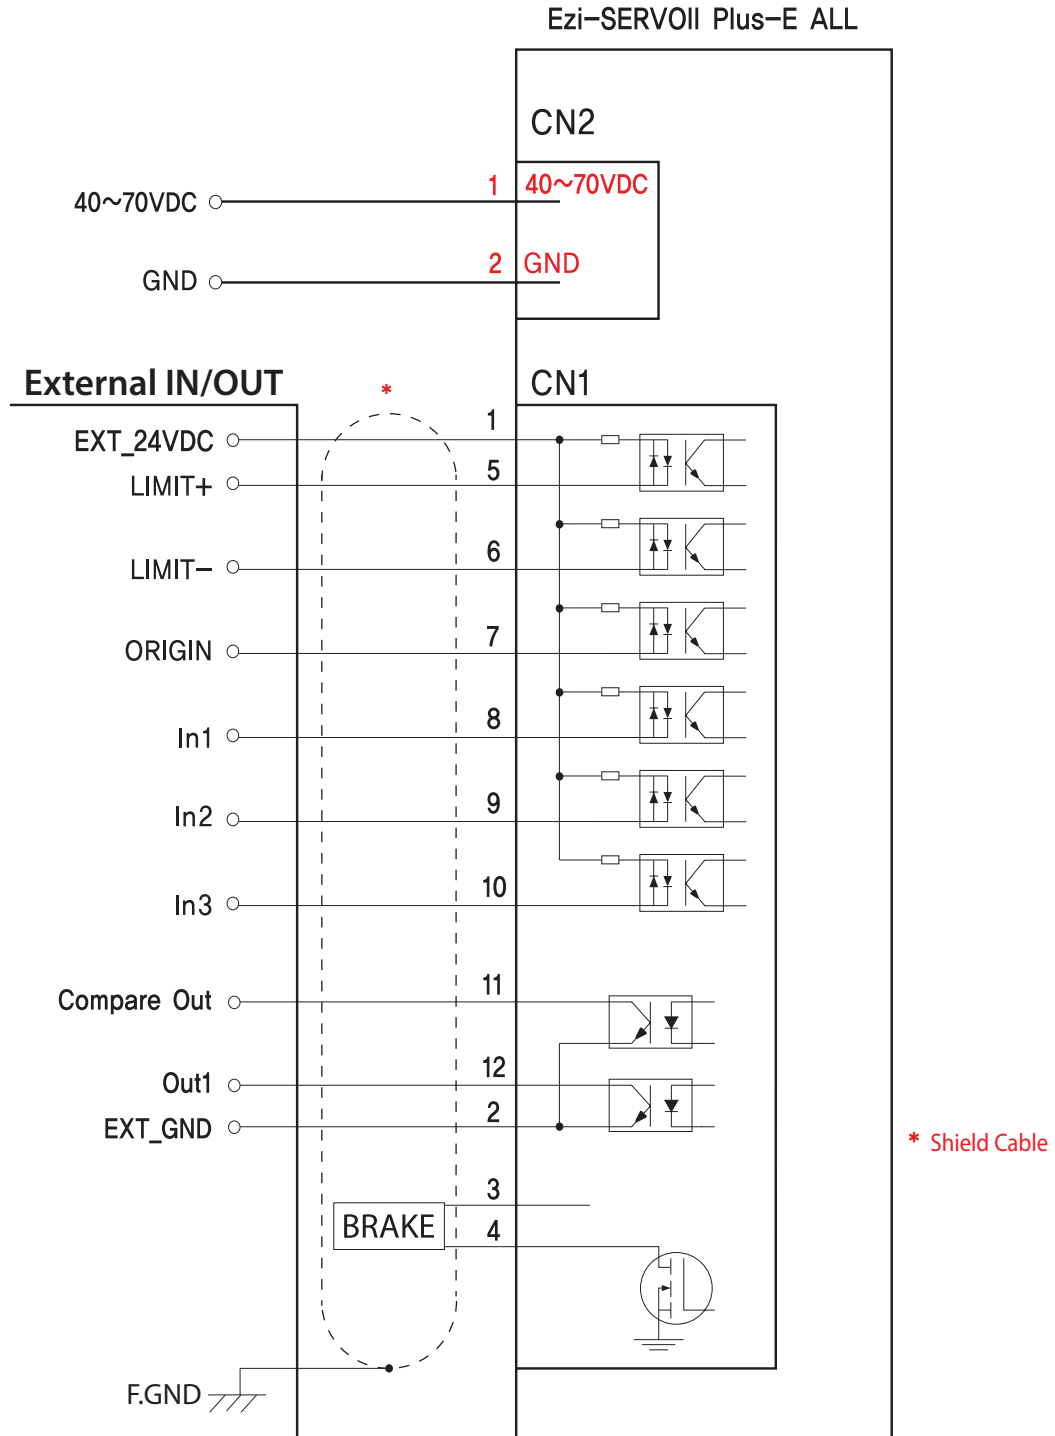 Ezi-SERVOII Plus-E ALL
CN2
40~70VDC 1 40~70VDC
GND 2 GND
External IN/OUT * CN1
EXT_24VDC 1
LIMIT+ 5
LIMIT- 6
ORIGIN 7
In1 8
In2 9
In3 10
Compare Out 11
Out1 12
EXT_GND 2
* Shield Cable
3
BRAKE 4
F.GND